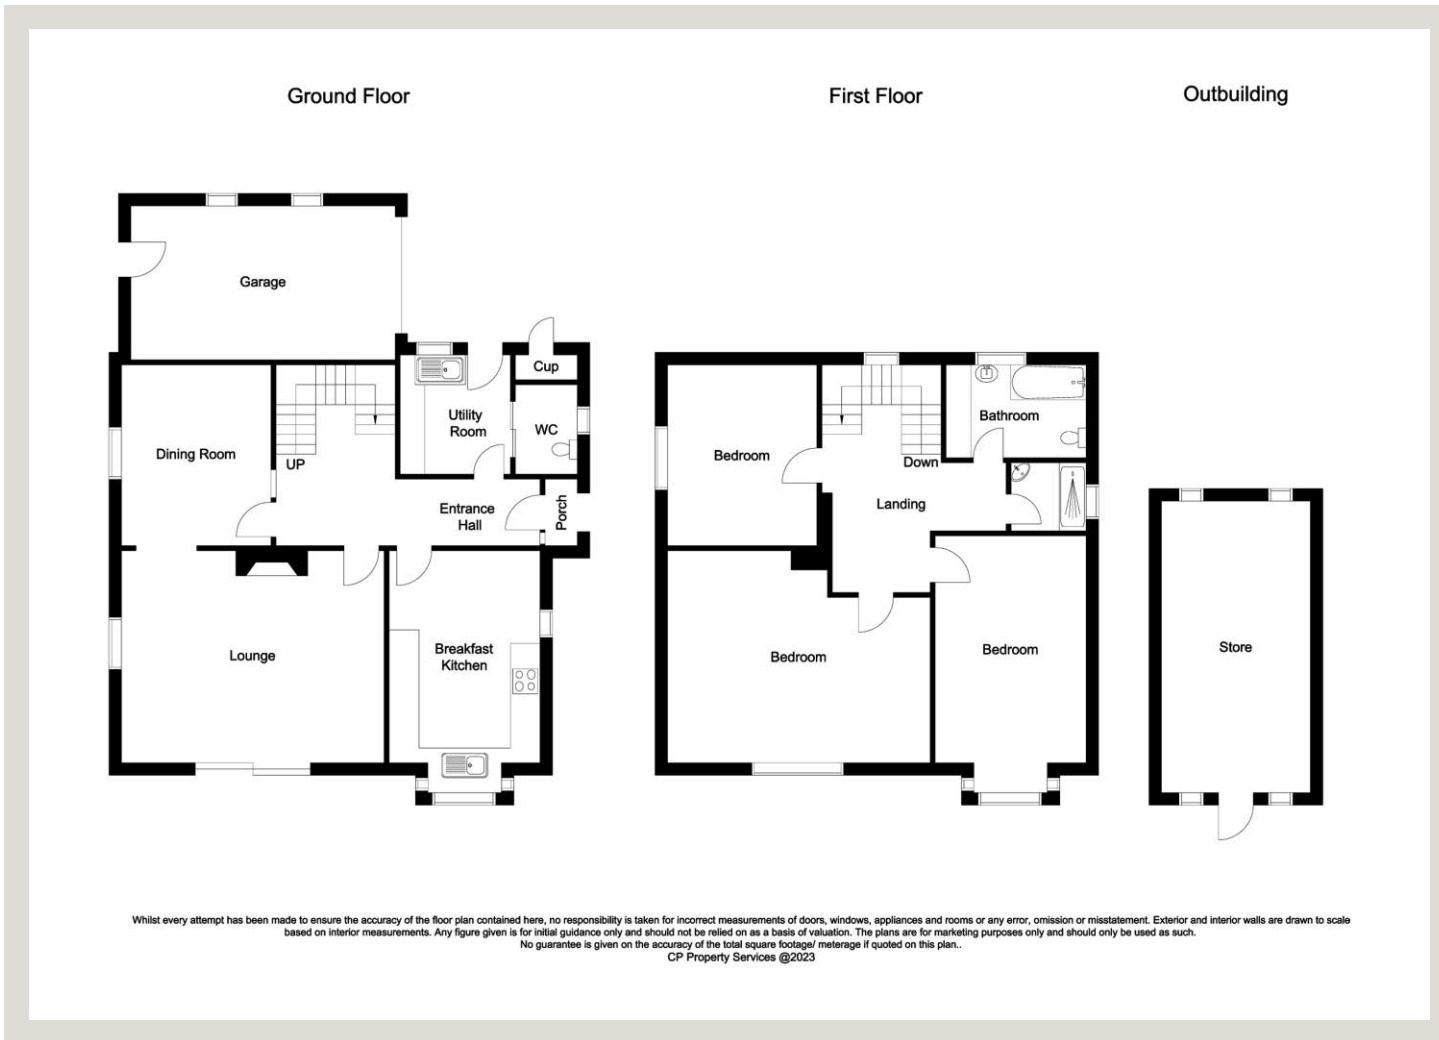 Ground Floor
First Floor
Outbuilding
Garage
Cup
Utility
Room
WC
Dining Room
UP
Entrance
Hall
Porch
Lounge
Breakfast
Kitchen
Bathroom
Bedroom
Down
Landing
Bedroom
Bedroom
Store
Whilst every attempt has been made to ensure the accuracy of the floor plan contained here, no responsibility is taken for incorrect measurements of doors, windows, appliances and rooms or any error, omission or misstatement. Exterior and interior walls are drawn to scale
based on interior measurements. Any figure given is for initial guidance only and should not be relied on as a basis of valuation. The plans are for marketing purposes only and should only be used as such.
No guarantee is given on the accuracy of the total square footage/ meterage if quoted on this plan..
CP Property Services @2023